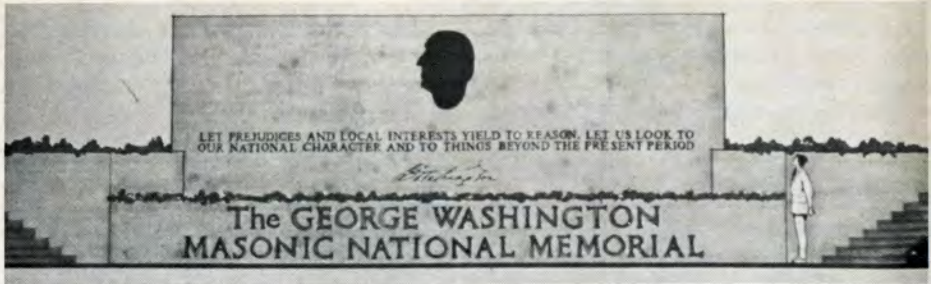 LET PREJUDICES AND LOCAL INTERESTS YIELD TO REASON. LET US LOOK TO
OUR NATIONAL CHARACTER AND TO THINGS BEYOND THE PRESENT PERIOD
G Washington
The GEORGE WASHINGTON
MASONIC NATIONAL MEMORIAL